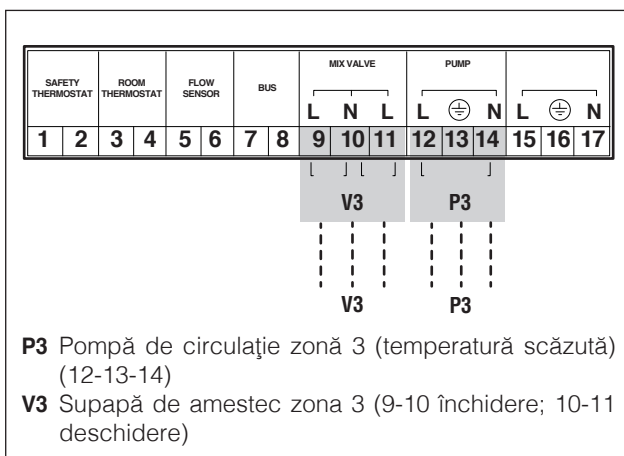 MIX VALVE PUMP
SAFETY THERMOSTAT ROOM THERMOSTAT FLOW SENSOR BUS
L N L L N L N
1 2 3 4 5 6 7 8 9 10 11 12 13 14 15 16 17
V3 P3
V3 P3
P3 Pompă de circulaţie zonă 3 (temperatură scăzută)
(12-13-14)
V3 Supapă de amestec zona 3 (9-10 închidere; 10-11
deschidere)